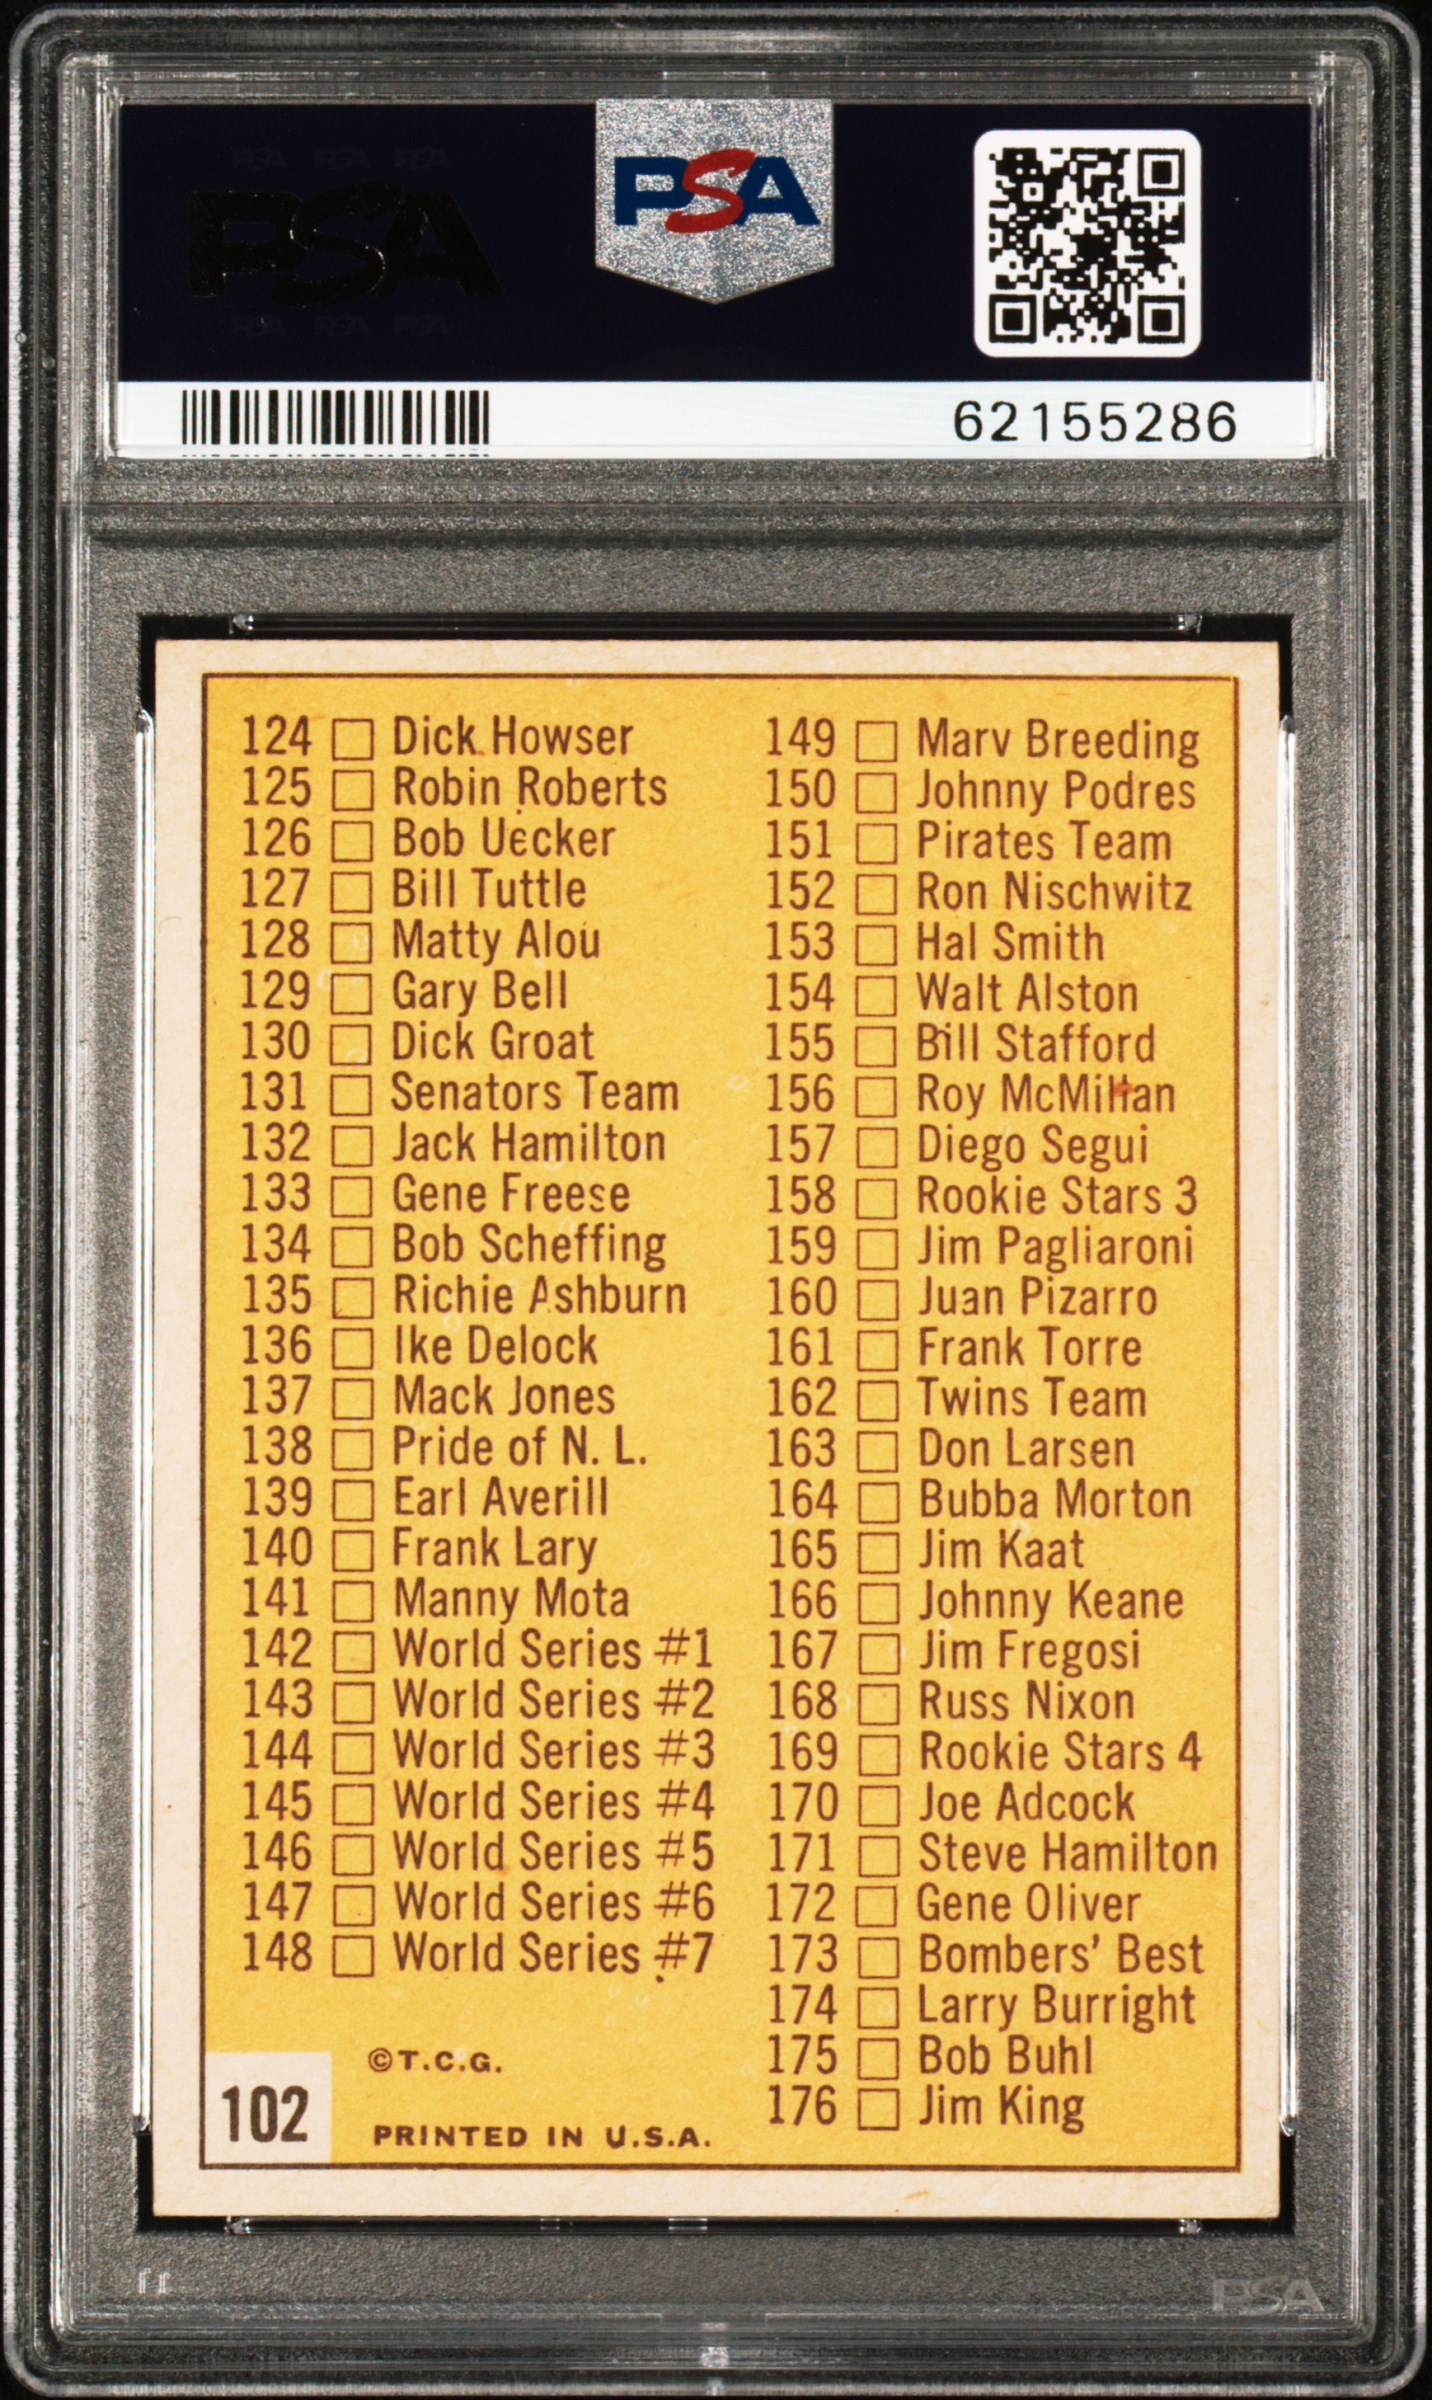 PSA PSA PSA
PSA
PSA PSA PSA
PSA
62155286
124 Dick Howser
125 Robin Roberts
126 Bob Uecker
127 Bill Tuttle
128 Matty Alou
129 Gary Bell
130 Dick Groat
131 Senators Team
132 Jack Hamilton
133 Gene Freese
134 Bob Scheffing
135 Richie Ashburn
136 Ike Delock
137 Mack Jones
138 Pride of N. L.
139 Earl Averill
140 Frank Lary
141 Manny Mota
142 World Series #1
143 World Series #2
144 World Series #3
145 World Series #4
146 World Series #5
147 World Series #6
148 World Series #7
149 Marv Breeding
150 Johnny Podres
151 Pirates Team
152 Ron Nischwitz
153 Hal Smith
154 Walt Alston
155 Bill Stafford
156 Roy McMillan
157 Diego Segui
158 Rookie Stars 3
159 Jim Pagliaroni
160 Juan Pizarro
161 Frank Torre
162 Twins Team
163 Don Larsen
164 Bubba Morton
165 Jim Kaat
166 Johnny Keane
167 Jim Fregosi
168 Russ Nixon
169 Rookie Stars 4
170 Joe Adcock
171 Steve Hamilton
172 Gene Oliver
173 Bombers' Best
174 Larry Burright
175 Bob Buhl
176 Jim King
©T.C.G.
102
PRINTED IN U.S.A.
PSA